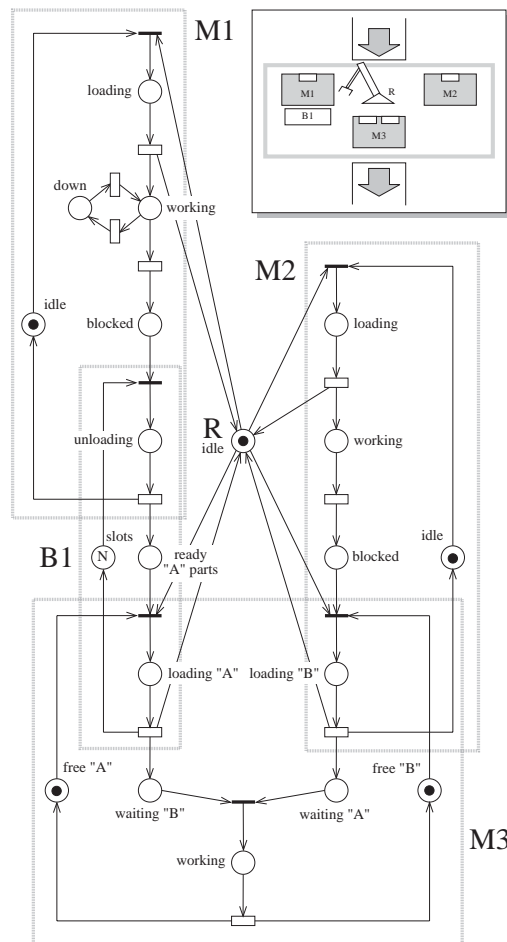 M1
loading
down
working
idle
blocked
unloading
slots
N
B1
ready
"A" parts
R
idle
M1
R
M2
B1
M3
M2
loading
working
blocked
idle
loading "A"
loading "B"
free "A"
free "B"
waiting "B"
waiting "A"
working
M3